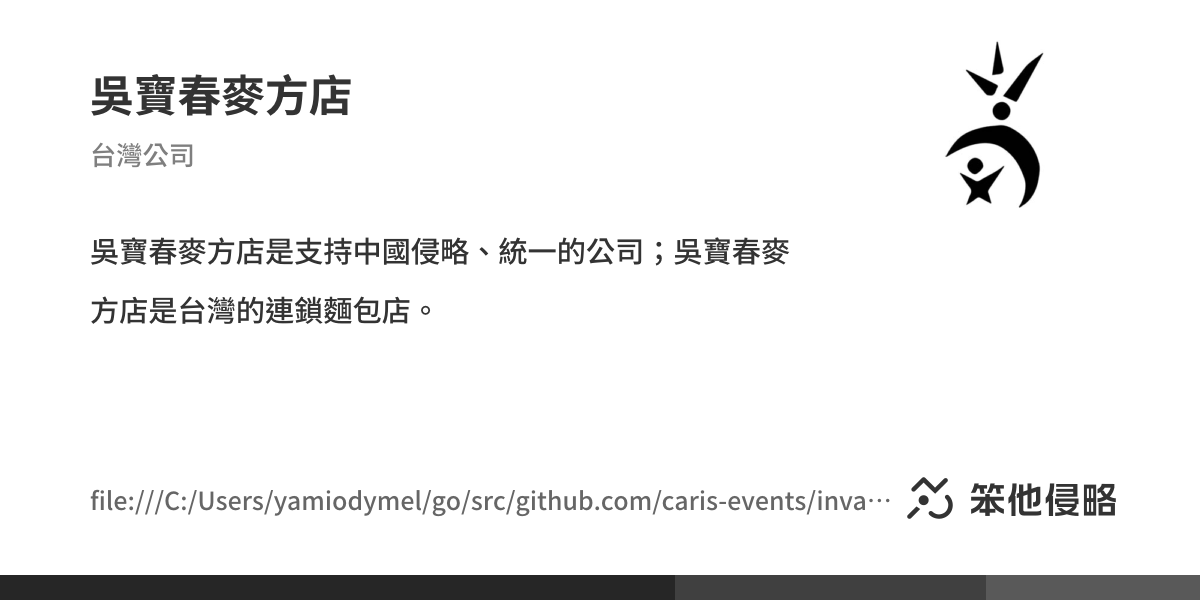 吳寶春麥方店
台灣公司
吳寶春麥方店是支持中國侵略、統一的公司；吳寶春麥
方店是台灣的連鎖麵包店。
file:///C:/Users/yamiodymel/go/src/github.com/caris-events/inva…
笨他侵略